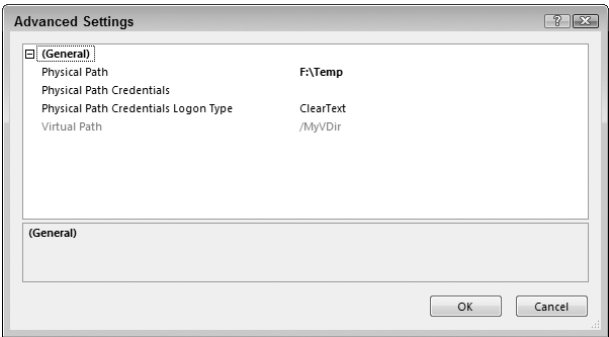 Advanced Settings
(General)
Physical Path F:\Temp
Physical Path Credentials
Physical Path Credentials Logon Type ClearText
Virtual Path /MyVDir
(General)
OK Cancel